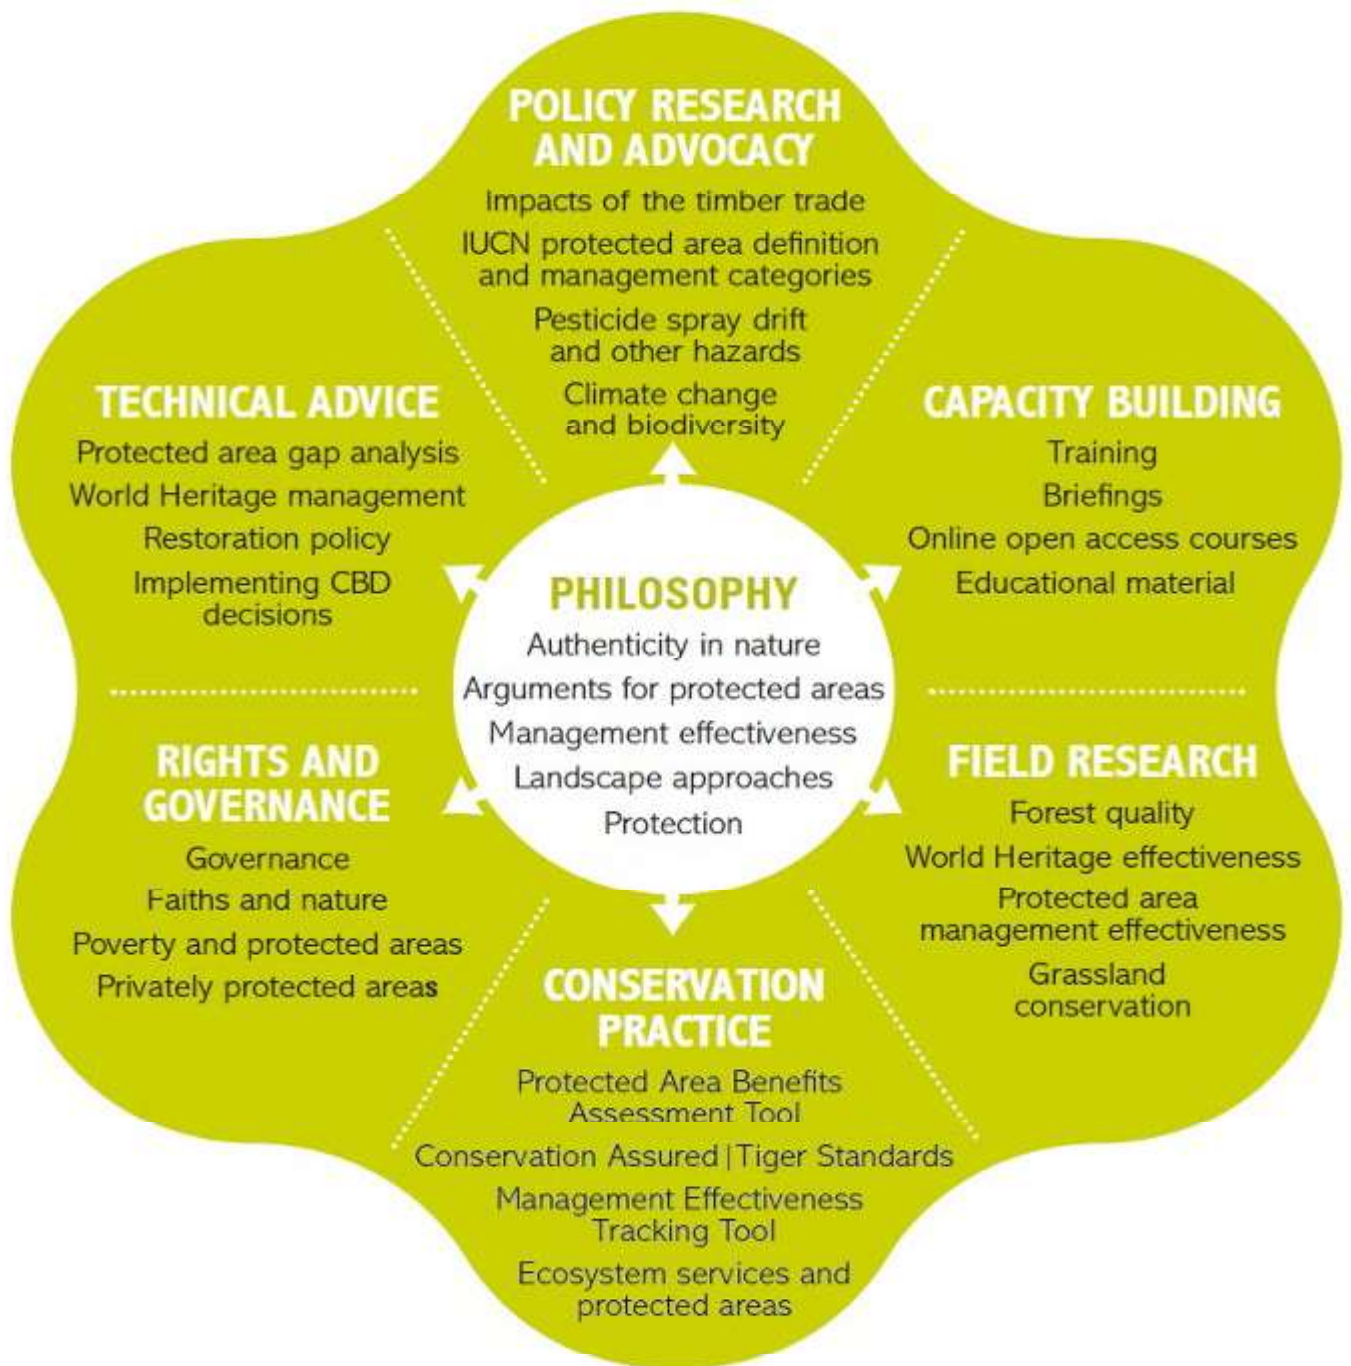 POLICY RESEARCH
AND ADVOCACY
Impacts of the timber trade
IUCN protected area definition
and management categories
Pesticide spray drift
and other hazards
Climate change
and biodiversity
TECHNICAL ADVICE
Protected area gap analysis
World Heritage management
Restoration policy
Implementing CBD
decisions
CAPACITY BUILDING
Training
Briefings
Online open access courses
Educational material
PHILOSOPHY
Authenticity in nature
Arguments for protected areas
Management effectiveness
Landscape approaches
Protection
RIGHTS AND
GOVERNANCE
Governance
Faiths and nature
Poverty and protected areas
Privately protected areas
FIELD RESEARCH
Forest quality
World Heritage effectiveness
Protected area
management effectiveness
Grassland
conservation
CONSERVATION
PRACTICE
Protected Area Benefits
Assessment Tool
Conservation Assured|Tiger Standards
Management Effectiveness
Tracking Tool
Ecosystem services and
protected areas